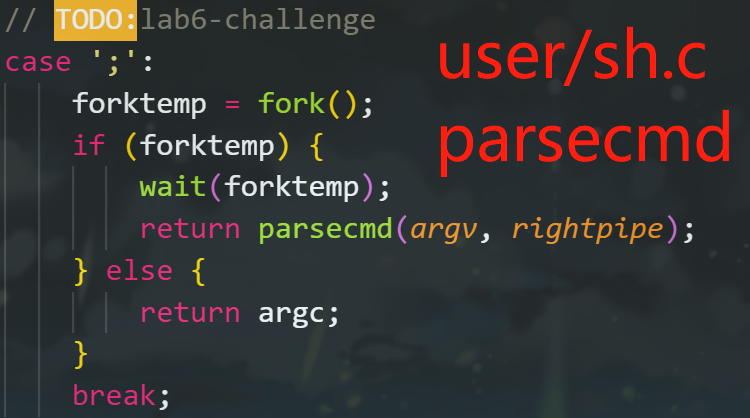 // TODO:lab6-challenge
case ';':
    forktemp = fork();
    if (forktemp) {
        wait(forktemp);
        return parsecmd(argv, rightpipe);
    } else {
        return argc;
    }
    break;
user/sh.c
parsecmd